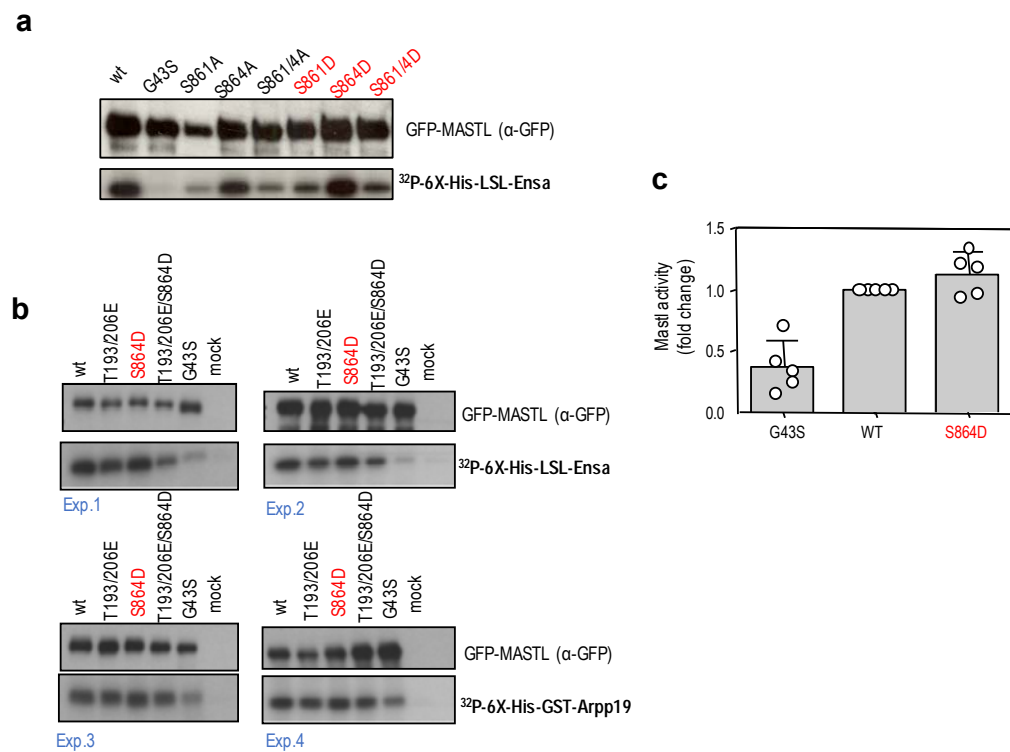 a
wt
G43S
S861A
S864A
S861/4A
S861D
S864D
S861/4D
GFP-MASTL (α-GFP)
32P-6X-His-LSL-Ensa
b
wt
T193/206E
S864D
T193/206E/S864D
G43S
mock
Exp.1
wt
T193/206E
S864D
T193/206E/S864D
G43S
mock
GFP-MASTL (α-GFP)
32P-6X-His-LSL-Ensa
Exp.2
wt
T193/206E
S864D
T193/206E/S864D
G43S
mock
Exp.3
wt
T193/206E
S864D
T193/206E/S864D
G43S
mock
GFP-MASTL (α-GFP)
32P-6X-His-GST-Arpp19
Exp.4
c
Mastl activity
(fold change)
1.5
1.0
0.5
0.0
G43S
WT
S864D